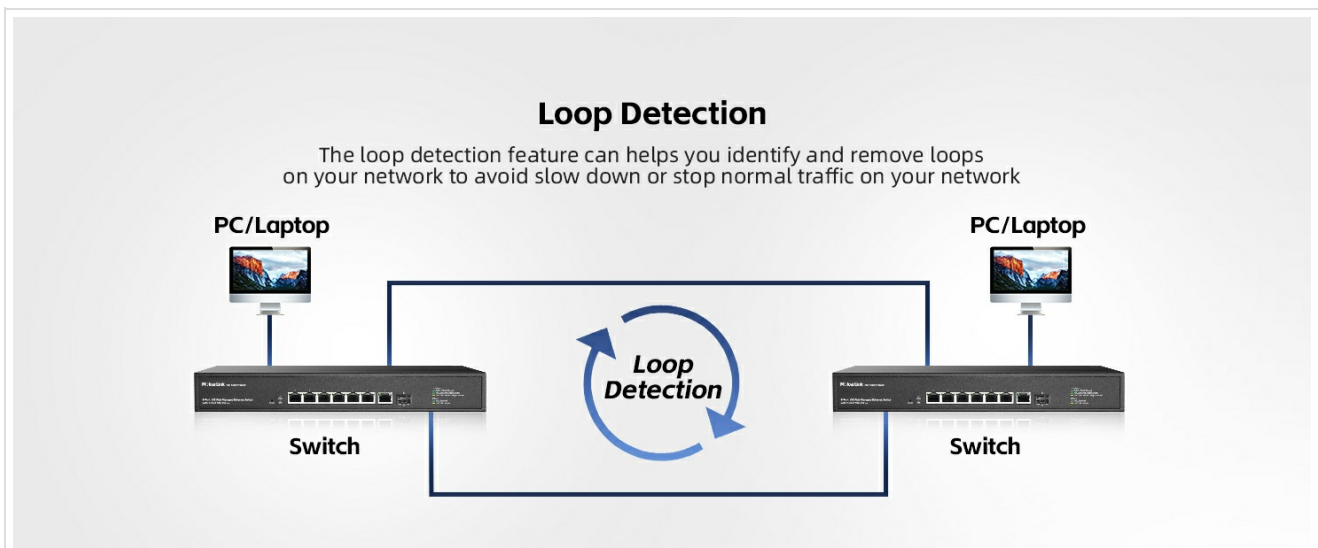 Loop Detection
The loop detection feature can helps you identify and remove loops
on your network to avoid slow down or stop normal traffic on your network
PC/Laptop
PC/Laptop
Loop
Detection
Switch
Switch